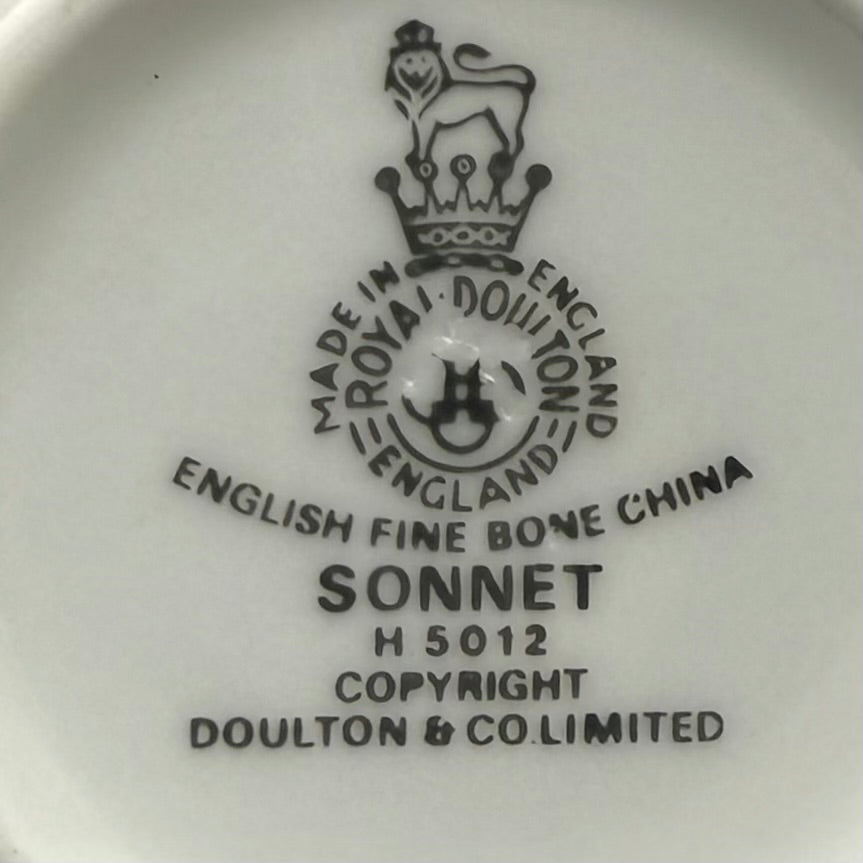 MADE IN ENGLAND
ROYAL·DOULTON
ENGLAND
ENGLISH FINE BONE CHINA
SONNET
H 5012
COPYRIGHT
DOULTON & CO.LIMITED